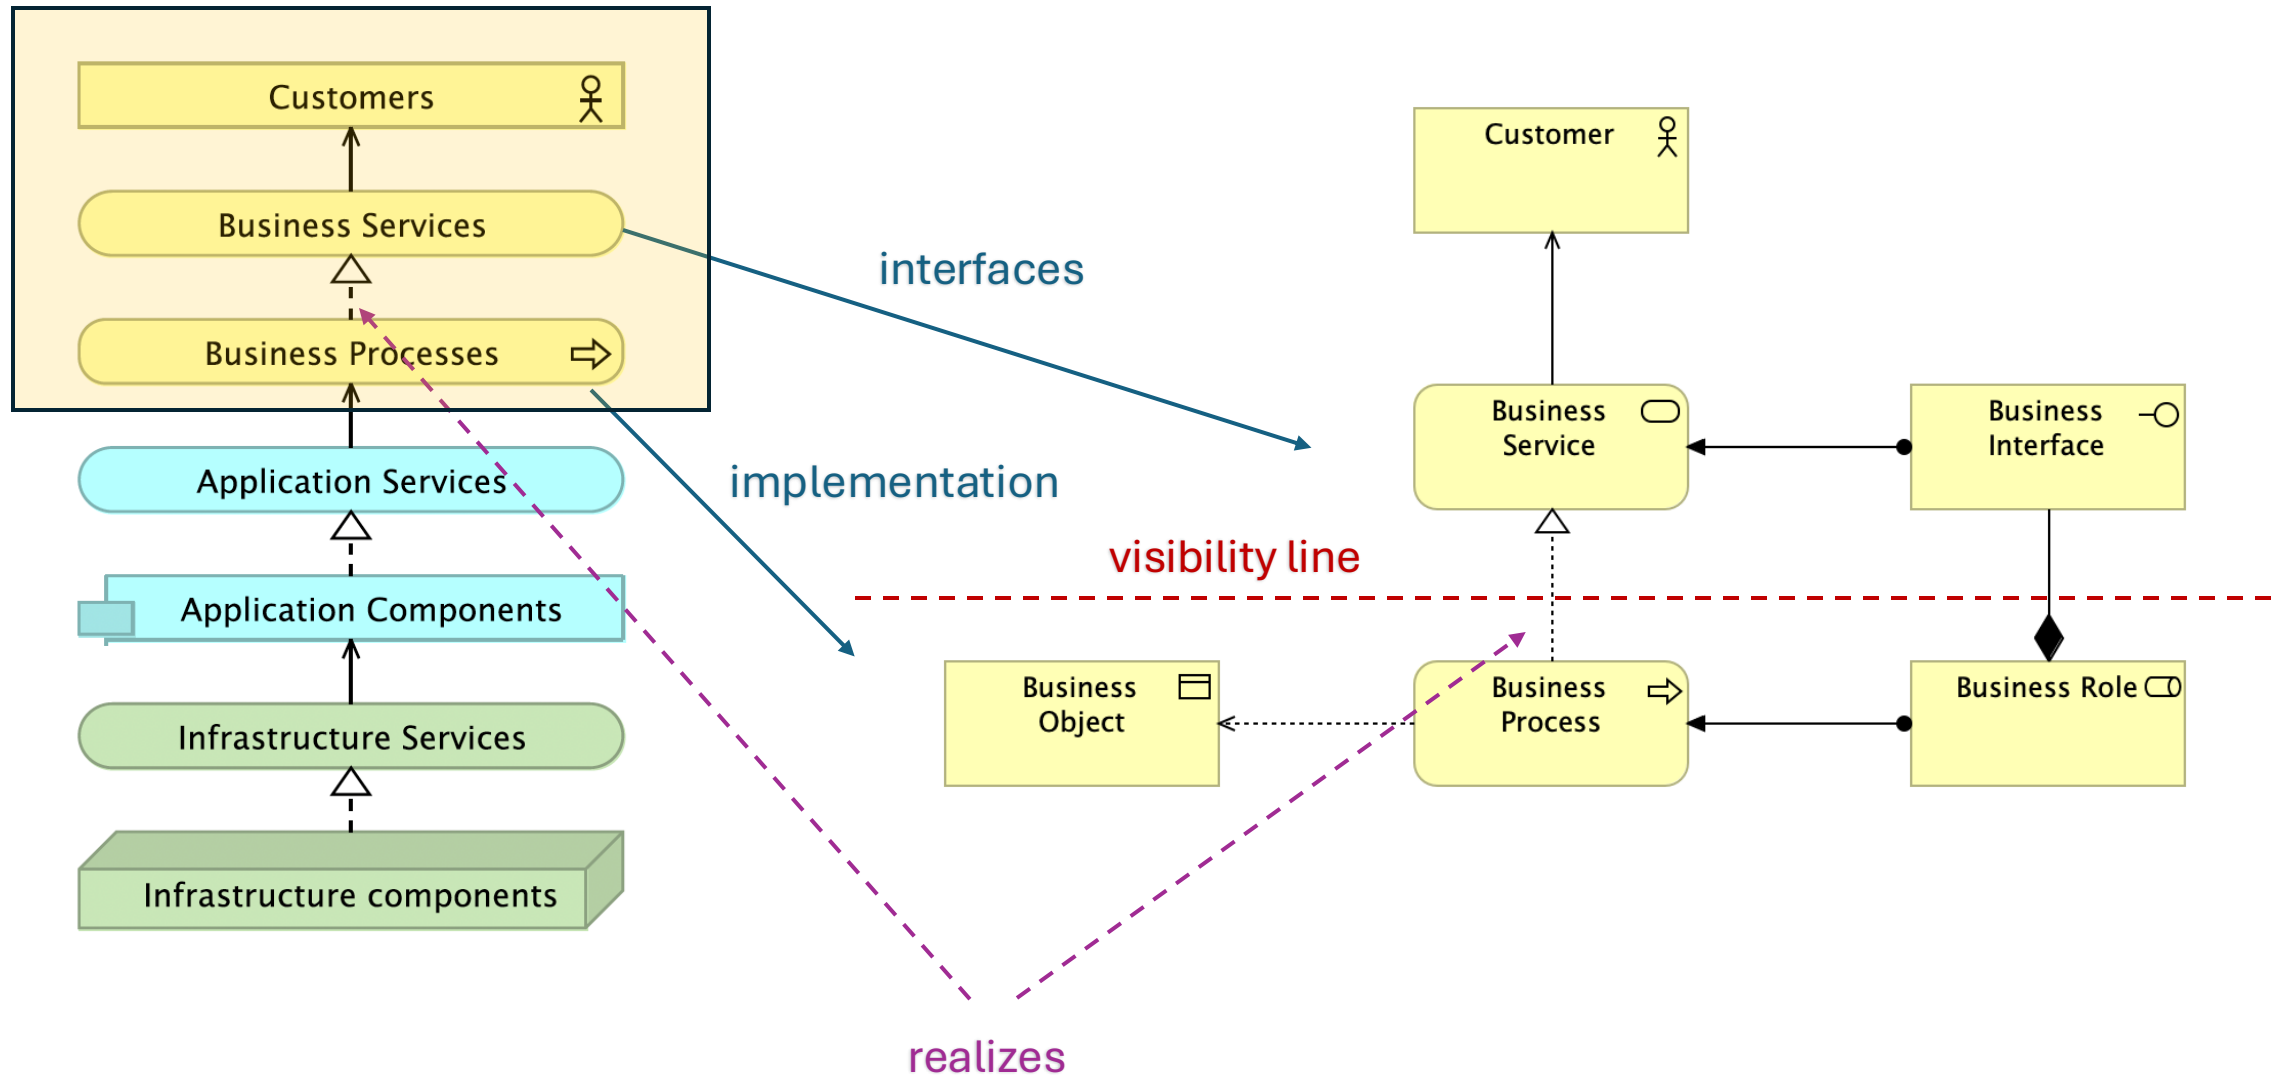 Customers
Business Services
Business Processes
Application Services
Application Components
Infrastructure Services
Infrastructure components
interfaces
implementation
visibility line
realizes
Customer
Business
Service
Business
Interface
Business
Object
Business
Process
Business Role